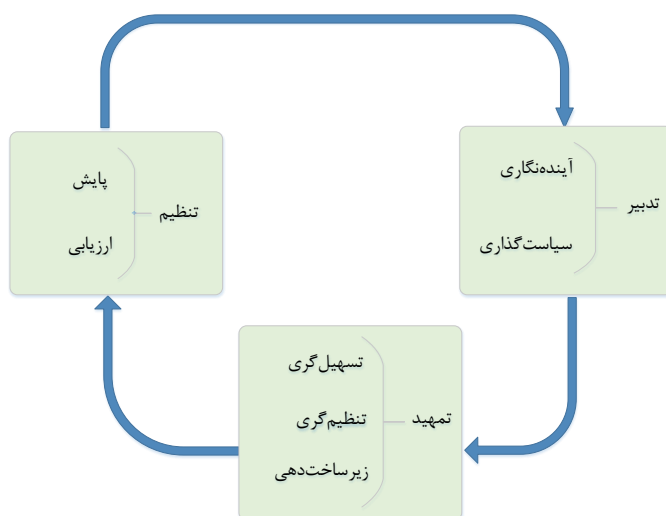 تدبیر
آینده‌نگاری
سیاست‌گذاری
تمهید
تسهیل‌گری
تنظیم‌گری
زیرساخت‌دهی
تنظیم
پایش
ارزیابی